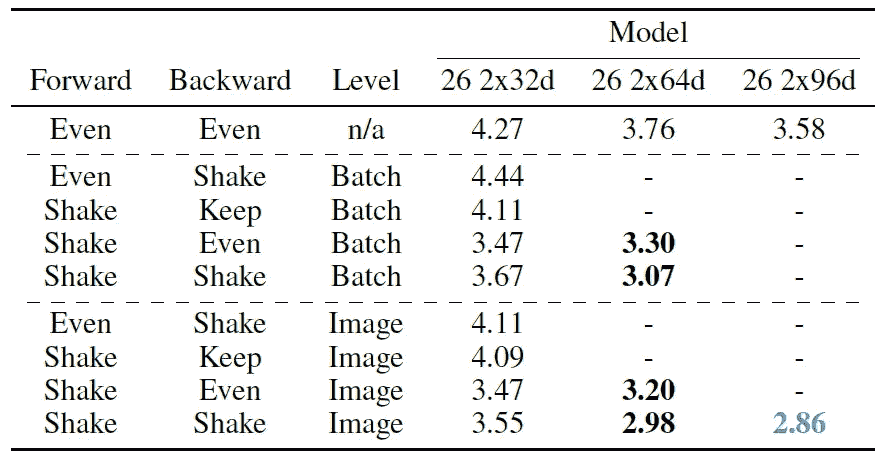 Model
Forward Backward Level 26 2x32d 26 2x64d 26 2x96d
Even Even n/a 4.27 3.76 3.58
Even Shake Batch 4.44 - -
Shake Keep Batch 4.11 - -
Shake Even Batch 3.47 3.30 -
Shake Shake Batch 3.67 3.07 -
Even Shake Image 4.11 - -
Shake Keep Image 4.09 - -
Shake Even Image 3.47 3.20 -
Shake Shake Image 3.55 2.98 2.86